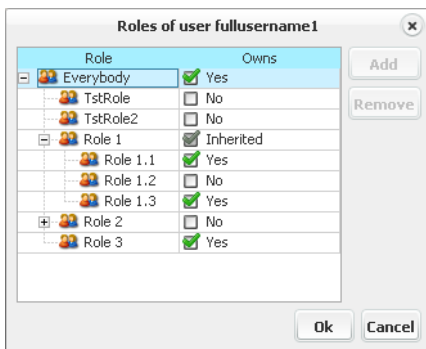 Roles of user fullusername1
Role Owns
Everybody Yes
TstRole No
TstRole2 No
Role 1 Inherited
Role 1.1 Yes
Role 1.2 No
Role 1.3 Yes
Role 2 No
Role 3 Yes
Add
Remove
Ok Cancel